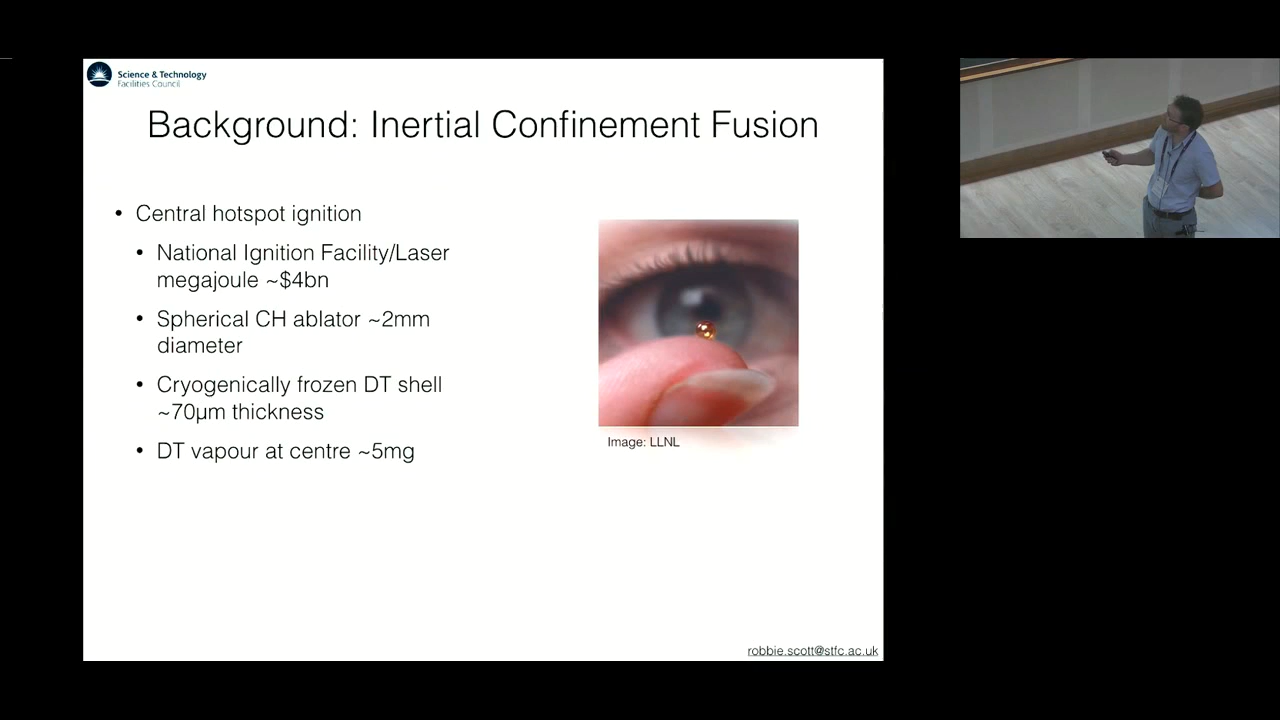 Science & Technology
Facilities Council
Background: Inertial Confinement Fusion
• Central hotspot ignition
• National Ignition Facility/Laser
megajoule ~$4bn
• Spherical CH ablator ~2mm
diameter
• Cryogenically frozen DT shell
~70µm thickness
• DT vapour at centre ~5mg
Image: LLNL
robbie.scott@stfc.ac.uk